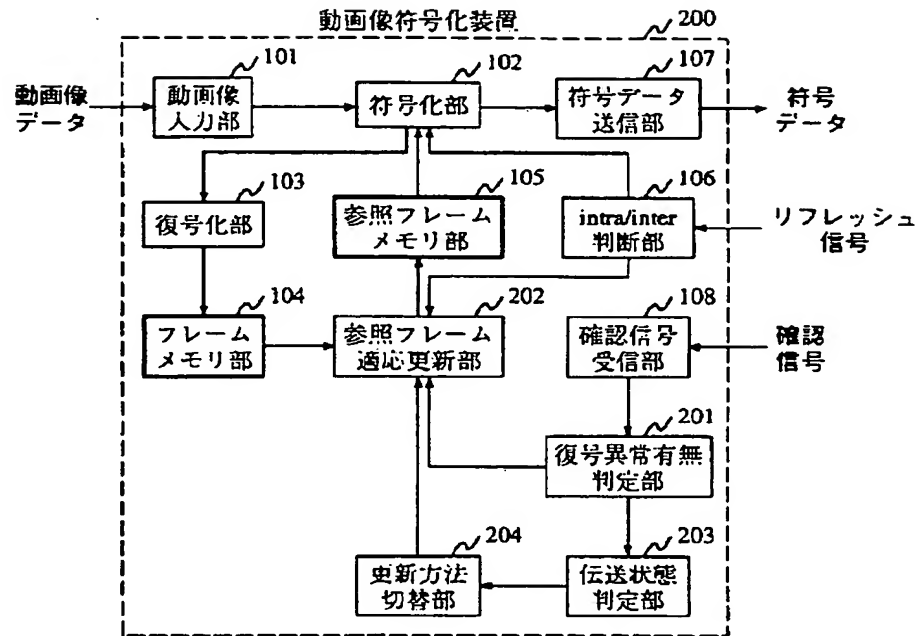 動画像符号化装置
200
101
102
107
動画像
データ
動画像
入力部
符号化部
符号データ
送信部
符号
データ
103
105
106
復号化部
参照フレーム
メモリ部
intra/inter
判断部
リフレッシュ
信号
104
202
108
フレーム
メモリ部
参照フレーム
適応更新部
確認信号
受信部
確認
信号
201
復号異常有無
判定部
204
203
更新方法
切替部
伝送状態
判定部